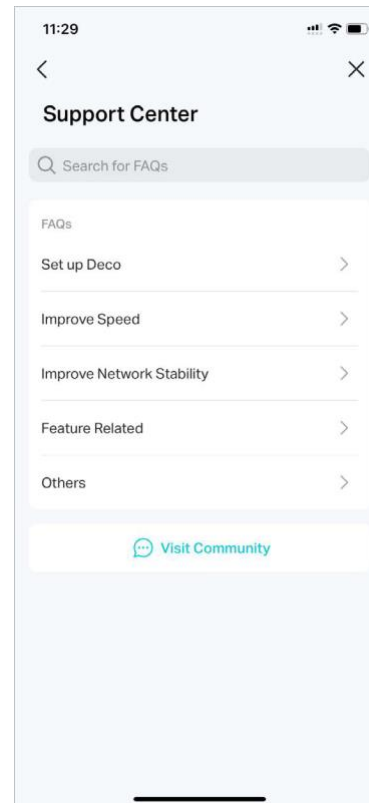 11:29
Support Center
Search for FAQs
FAQs
Set up Deco
Improve Speed
Improve Network Stability
Feature Related
Others
Visit Community